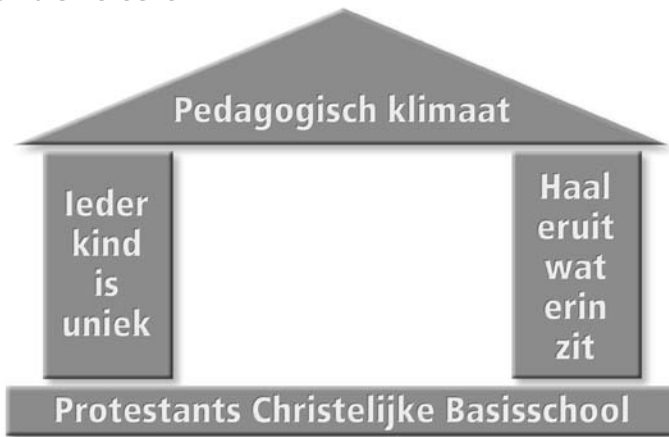 Pedagogisch klimaat
Ieder
kind
is
uniek
Haal
eruit
wat
erin
zit
Protestants Christelijke Basisschool